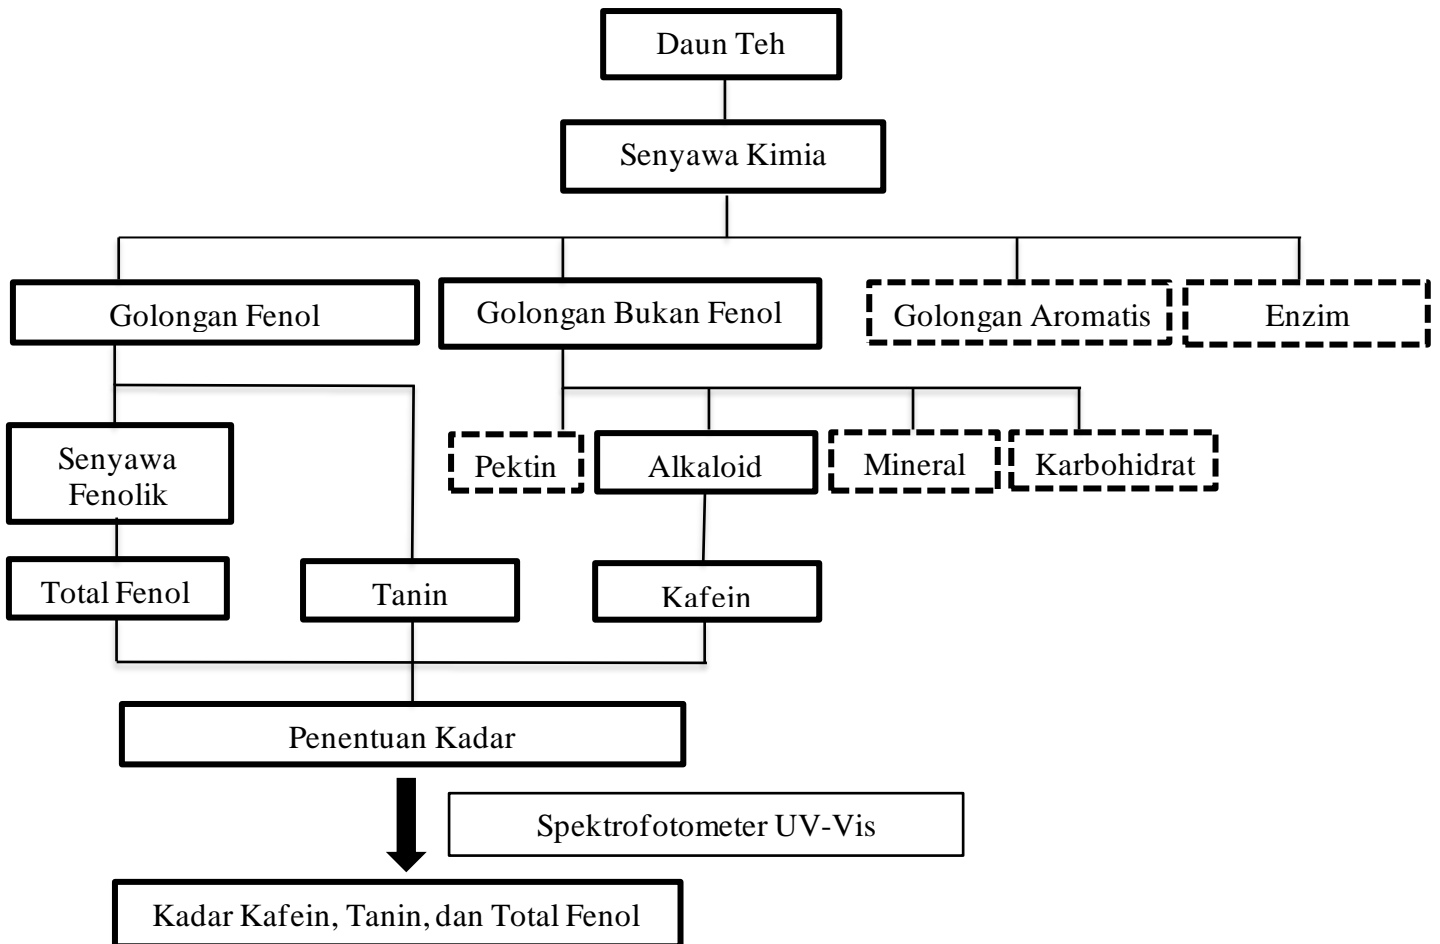 Daun Teh
Senyawa Kimia
Golongan Fenol
Golongan Bukan Fenol
Golongan Aromatis
Enzim
Senyawa
Fenolik
Pektin
Alkaloid
Mineral
Karbohidrat
Total Fenol
Tanin
Kafein
Penentuan Kadar
Spektrofotometer UV-Vis
Kadar Kafein, Tanin, dan Total Fenol